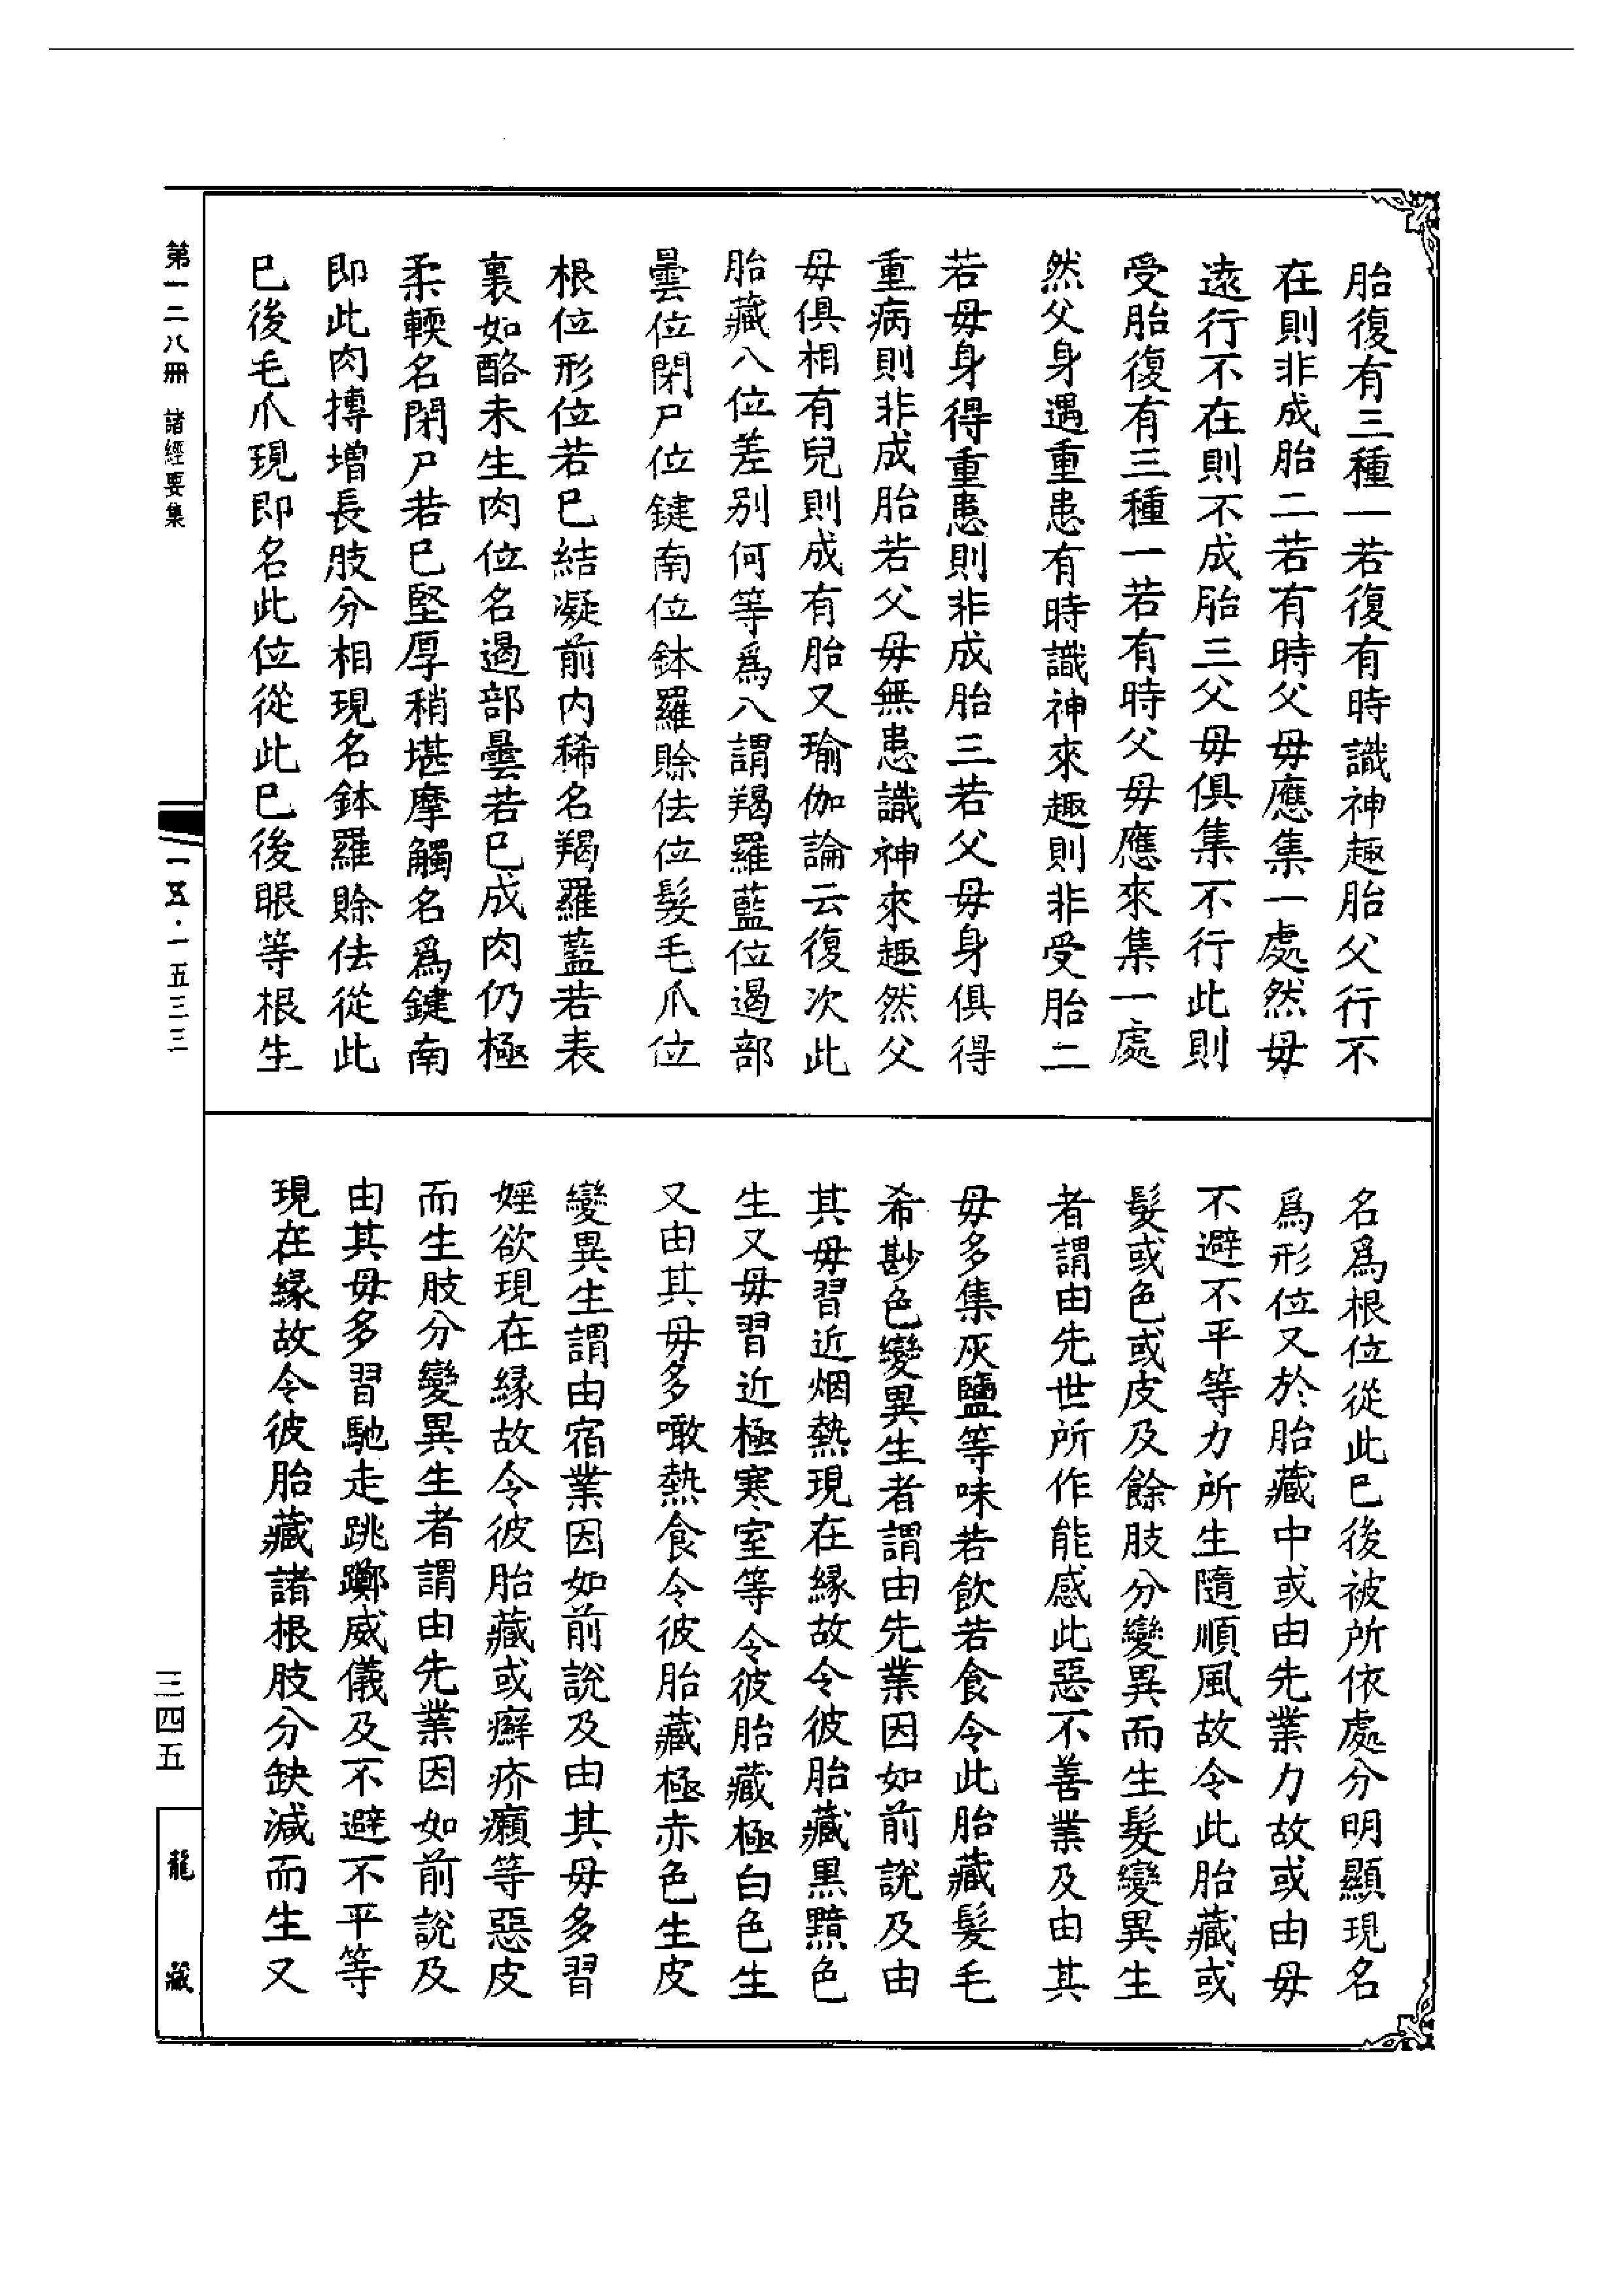 胎復有三種一若復有時識神趣胎父行不
在則非成胎二若有時父母應集一處然母
遠行不在則不成胎三父母俱集不行此則
受胎復有三種一若有時父母應來集一處
然父身遇重患有時識神來趣則非受胎二
若母身得重患則非成胎三若父母身俱得
重病則非成胎若父母無患識神來趣然父
母俱相有兒則成有胎又瑜伽論云復次此
胎藏八位差别何等爲八謂羯羅藍位遏部
曇位閉尸位鍵南位鉢羅賒佉位髮毛爪位
根位形位若已結凝前内稀名羯羅藍若表
裏如酪未生肉位名遏部曇若已成肉仍極
柔輭名閉尸若已堅厚稍堪摩觸名爲鍵南
即此肉摶增長肢分相現名鉢羅賒佉從此
已後毛爪現即名此位從此已後眼等根生
名爲根位從此已後被所依處分明顯現名
爲形位又於胎藏中或由先業力故或由母
不避不平等力所生隨順風故令此胎藏或
髮或色或皮及餘肢分變異而生髮變異生
者謂由先世所作能感此惡不善業及由其
母多集灰鹽等味若飲若食令此胎藏髮毛
希尠色變異生者謂由先業因如前說及由
其母習近烟熱現在緣故令彼胎藏黑黯色
生又母習近極寒室等令彼胎藏極白色生
又由其母多噉熱食令彼胎藏極赤色生皮
變異生謂由宿業因如前說及由其母多習
婬欲現在緣故令彼胎藏或癬疥癩等惡皮
而生肢分變異生者謂由先業因如前說及
由其母多習馳走跳躑威儀及不避不平等
現在緣故令彼胎藏諸根肢分缺減而生又
第一二八冊 諸經要集
一五·一五三三
三四五
龍藏